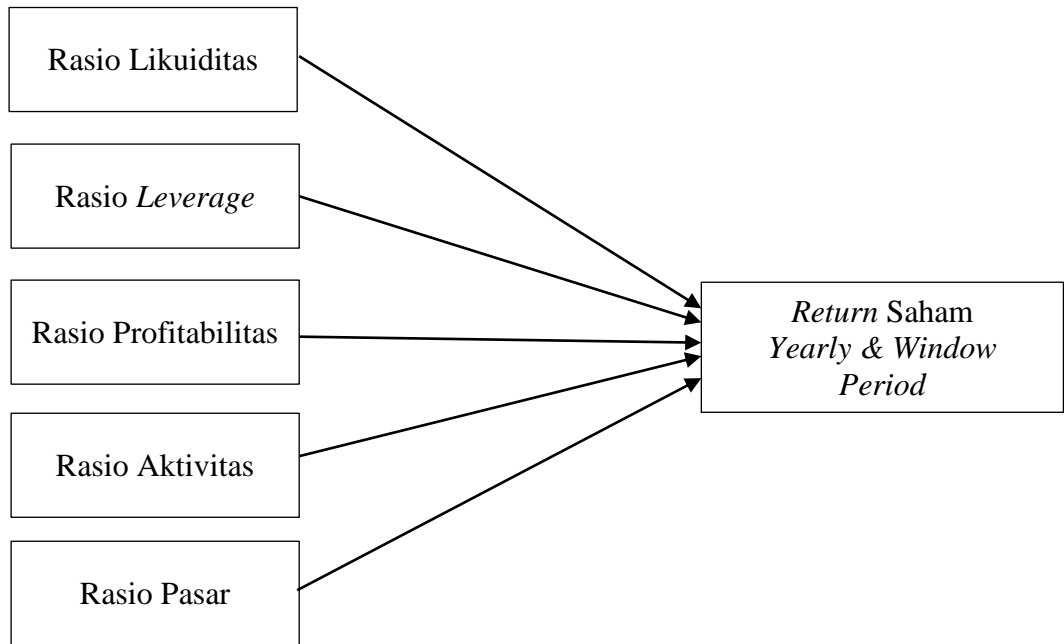 Rasio Likuiditas
Rasio Leverage
Rasio Profitabilitas
Rasio Aktivitas
Rasio Pasar
Return Saham
Yearly & Window
Period